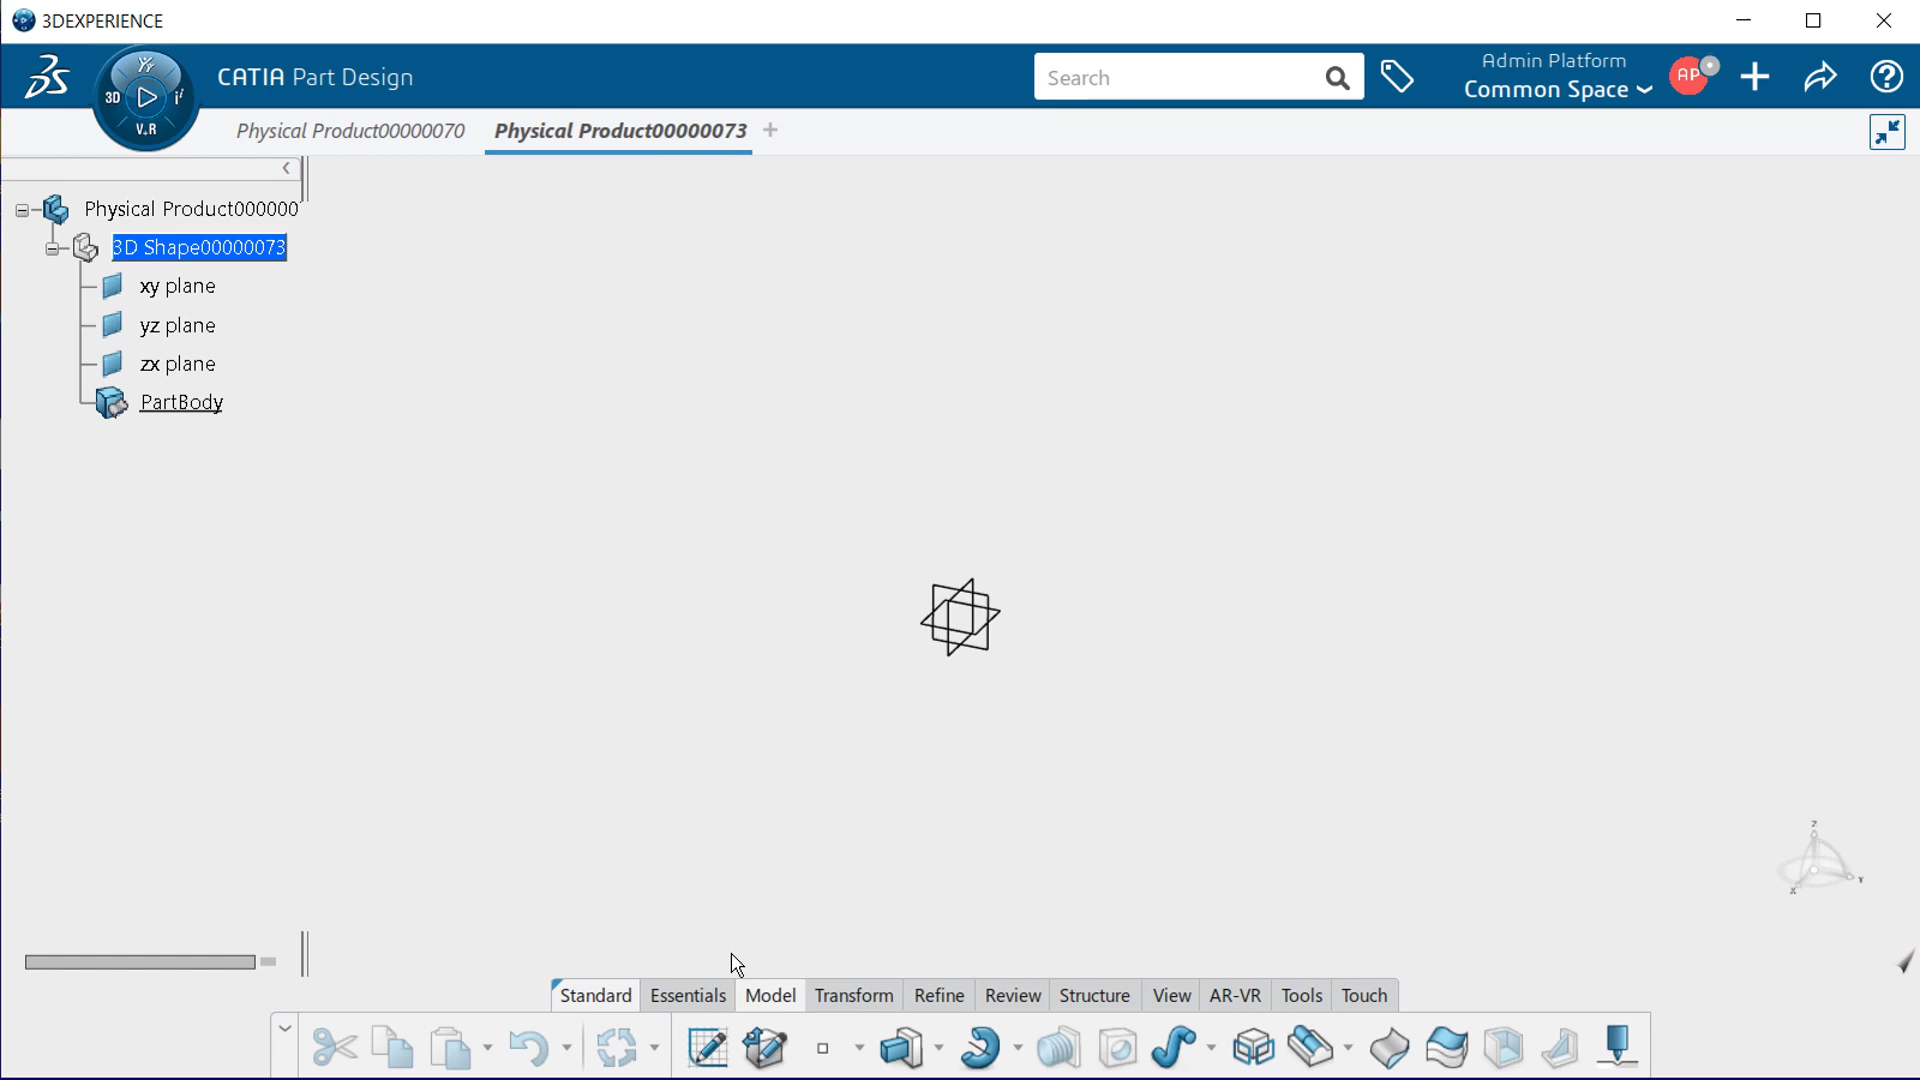 3DEXPERIENCE
3D
V.R
CATIA Part Design
Search
Admin Platform
Common Space
AP
Physical Product00000070
Physical Product00000073
Physical Product000000
3D Shape00000073
xy plane
yz plane
zx plane
PartBody
z
Y
X
Standard Essentials Model Transform Refine Review Structure View AR-VR Tools Touch